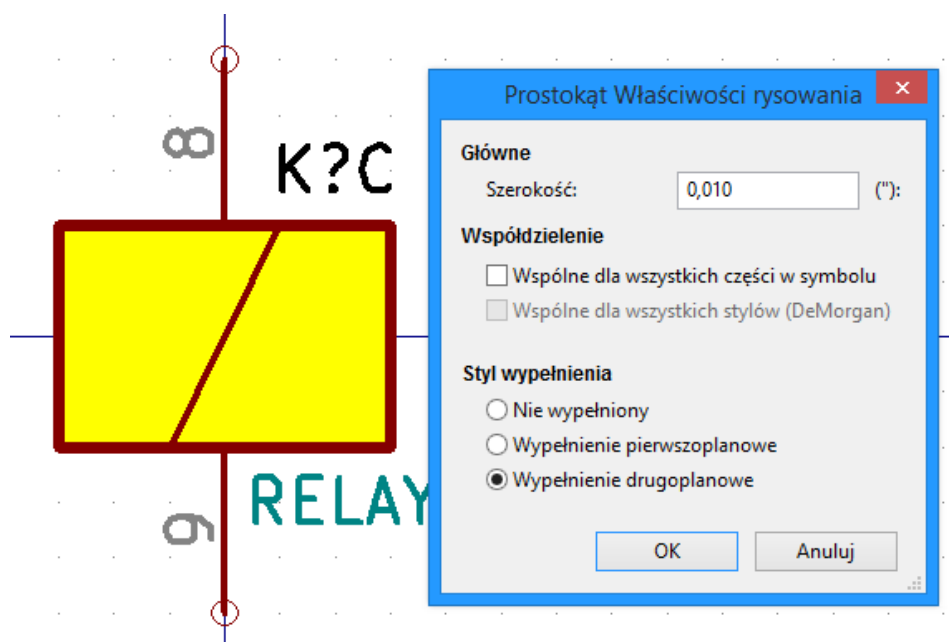 8
K?C
RELAY
9
Prostokąt Właściwości rysowania
Główne
Szerokość: 0,010 ("):
Współdzielenie
Wspólne dla wszystkich części w symbolu
Wspólne dla wszystkich stylów (DeMorgan)
Styl wypełnienia
Nie wypełniony
Wypełnienie pierwszoplanowe
Wypełnienie drugoplanowe
OK Anuluj